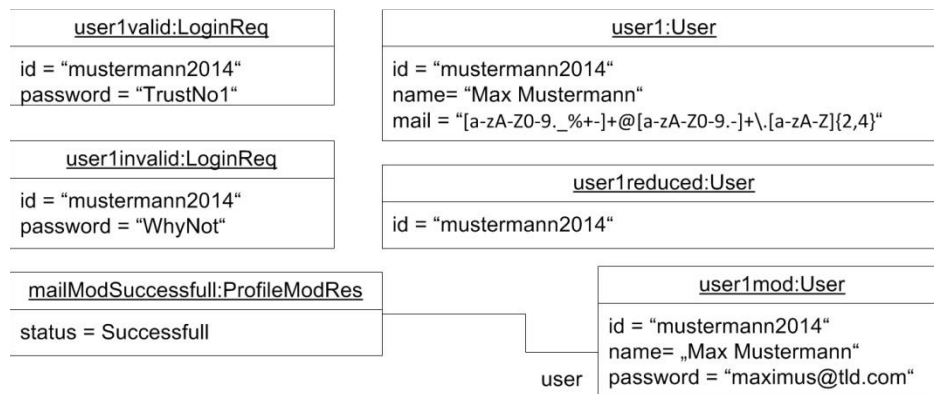 user1valid:LoginReq
id = “mustermann2014“
password = “TrustNo1“
user1:User
id = “mustermann2014“
name= “Max Mustermann“
mail = “[a-zA-Z0-9._%+-]+@[a-zA-Z0-9.-]+\.[a-zA-Z]{2,4}“
user1invalid:LoginReq
id = “mustermann2014“
password = “WhyNot“
user1reduced:User
id = “mustermann2014“
mailModSuccessfull:ProfileModRes
status = Successfull
user
user1mod:User
id = “mustermann2014“
name= „Max Mustermann“
password = “maximus@tld.com“